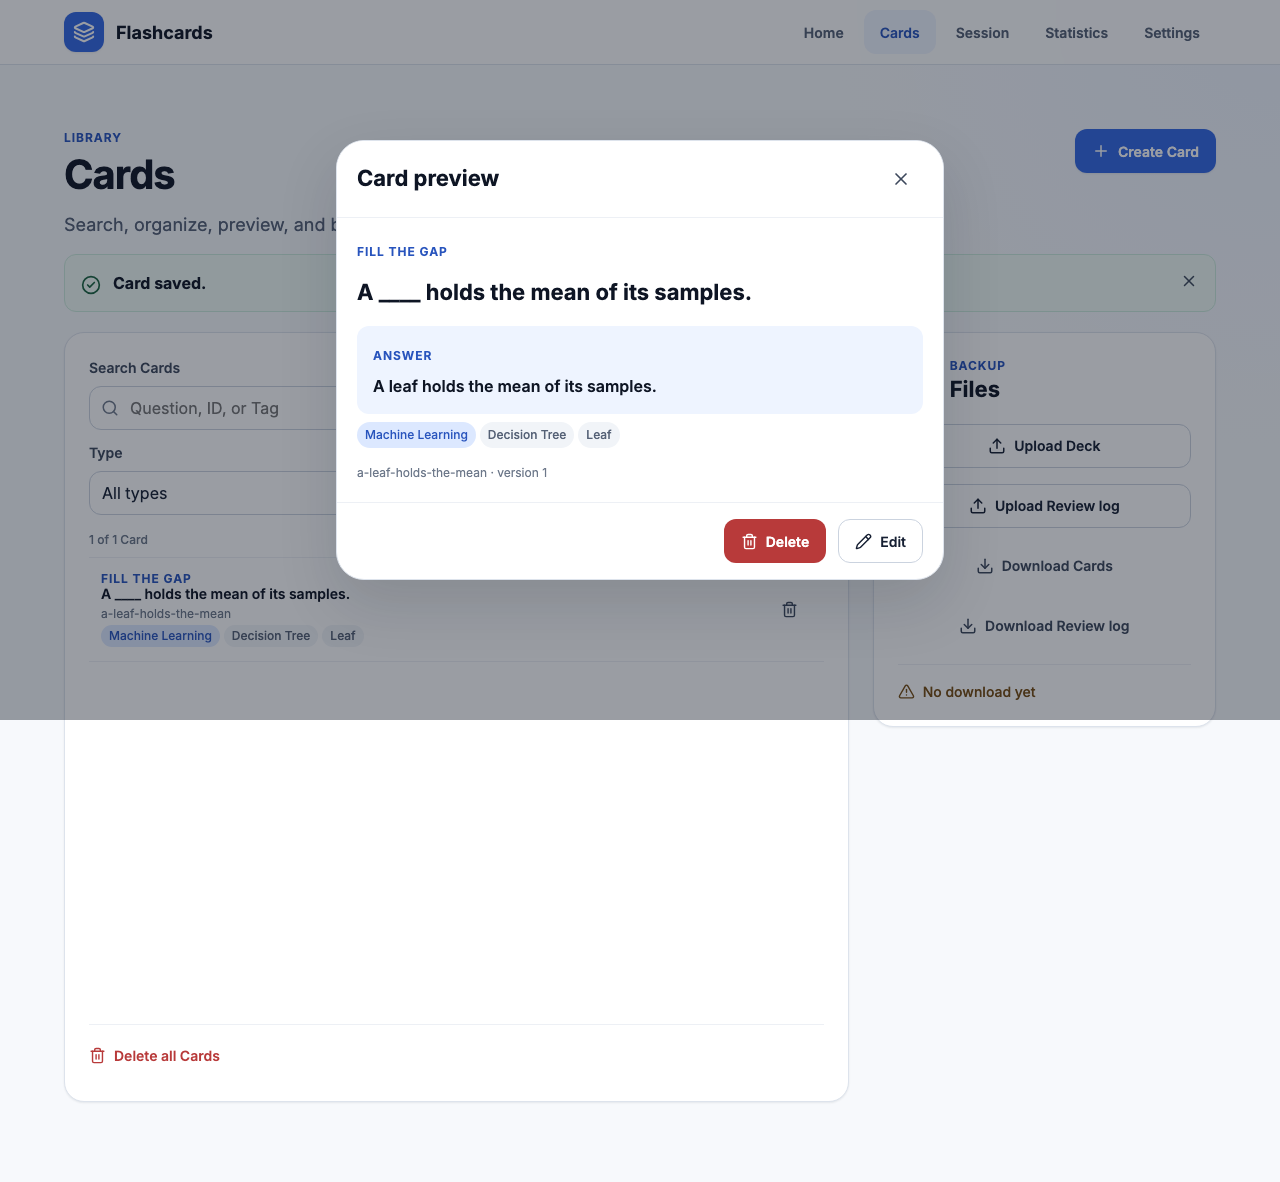 Flashcards
Home
Cards
Session
Statistics
Settings
LIBRARY
Cards
Search, organize, preview, and b
Create Card
Card saved.
Card preview
FILL THE GAP
A ____ holds the mean of its samples.
ANSWER
A leaf holds the mean of its samples.
Machine Learning
Decision Tree
Leaf
a-leaf-holds-the-mean · version 1
Delete
Edit
Search Cards
Question, ID, or Tag
Type
All types
1 of 1 Card
FILL THE GAP
A ____ holds the mean of its samples.
a-leaf-holds-the-mean
Machine Learning
Decision Tree
Leaf
Delete all Cards
BACKUP
Files
Upload Deck
Upload Review log
Download Cards
Download Review log
No download yet